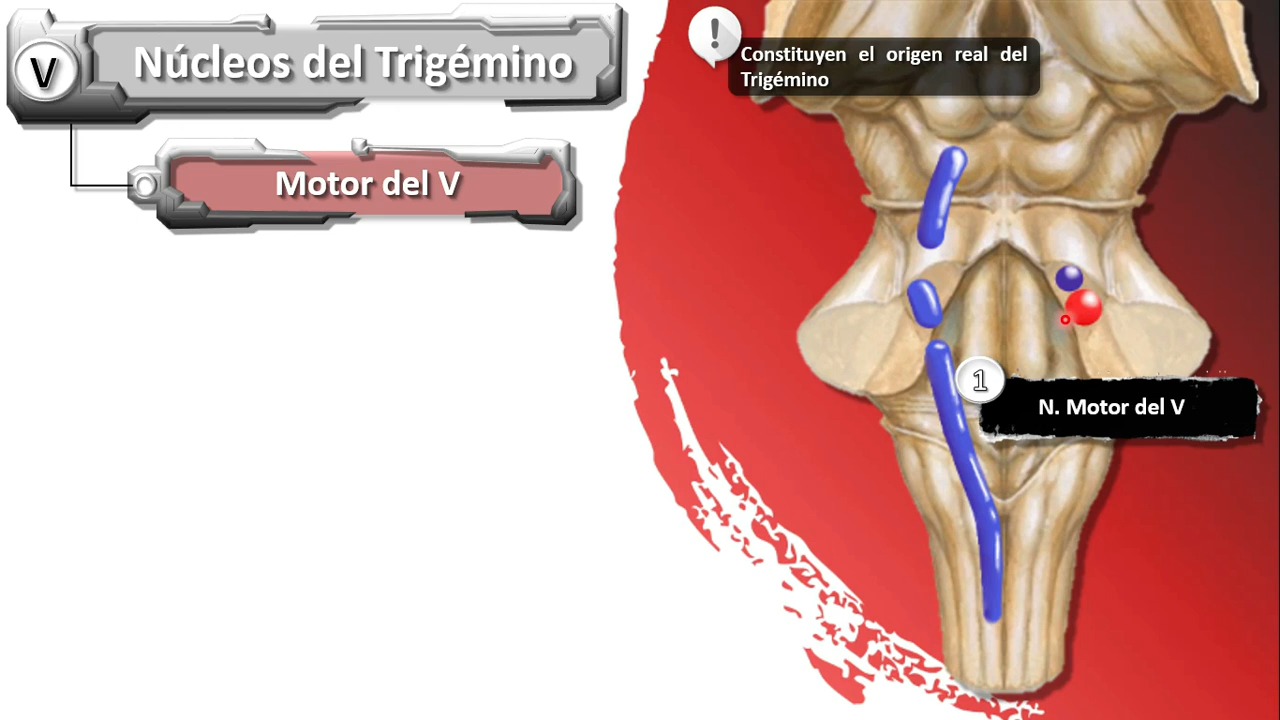 V
Núcleos del Trigémino
Motor del V
!
Constituyen el origen real del
Trigémino
1
N. Motor del V